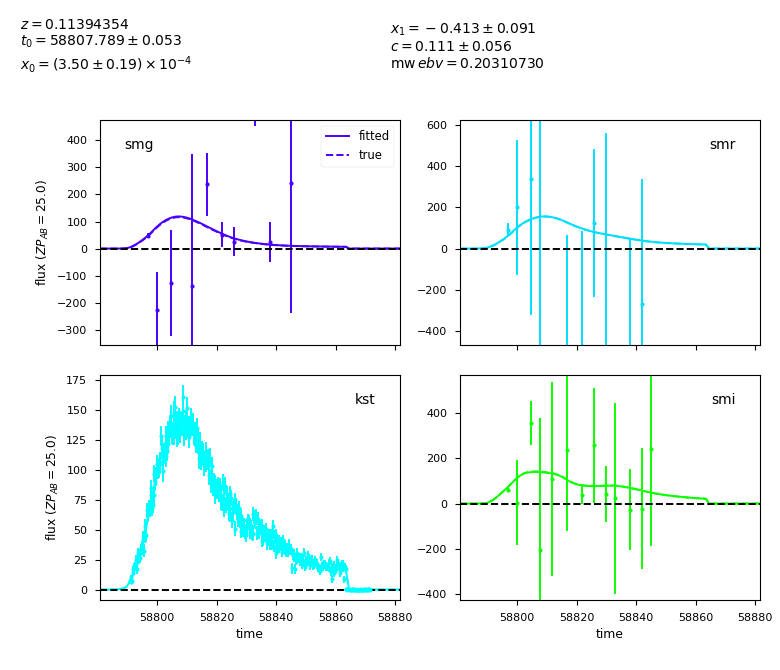 z = 0.11394354
t₀ = 58807.789 ± 0.053
x₀ = (3.50 ± 0.19) × 10⁻⁴
x₁ = −0.413 ± 0.091
c = 0.111 ± 0.056
mw ebv = 0.20310730
smg
fitted
true
400
300
200
100
0
−100
−200
−300
flux (ZP_AB = 25.0)
smr
600
400
200
0
−200
−400
kst
175
150
125
100
75
50
25
0
flux (ZP_AB = 25.0)
58800 58820 58840 58860 58880
time
smi
400
200
0
−200
−400
58800 58820 58840 58860 58880
time